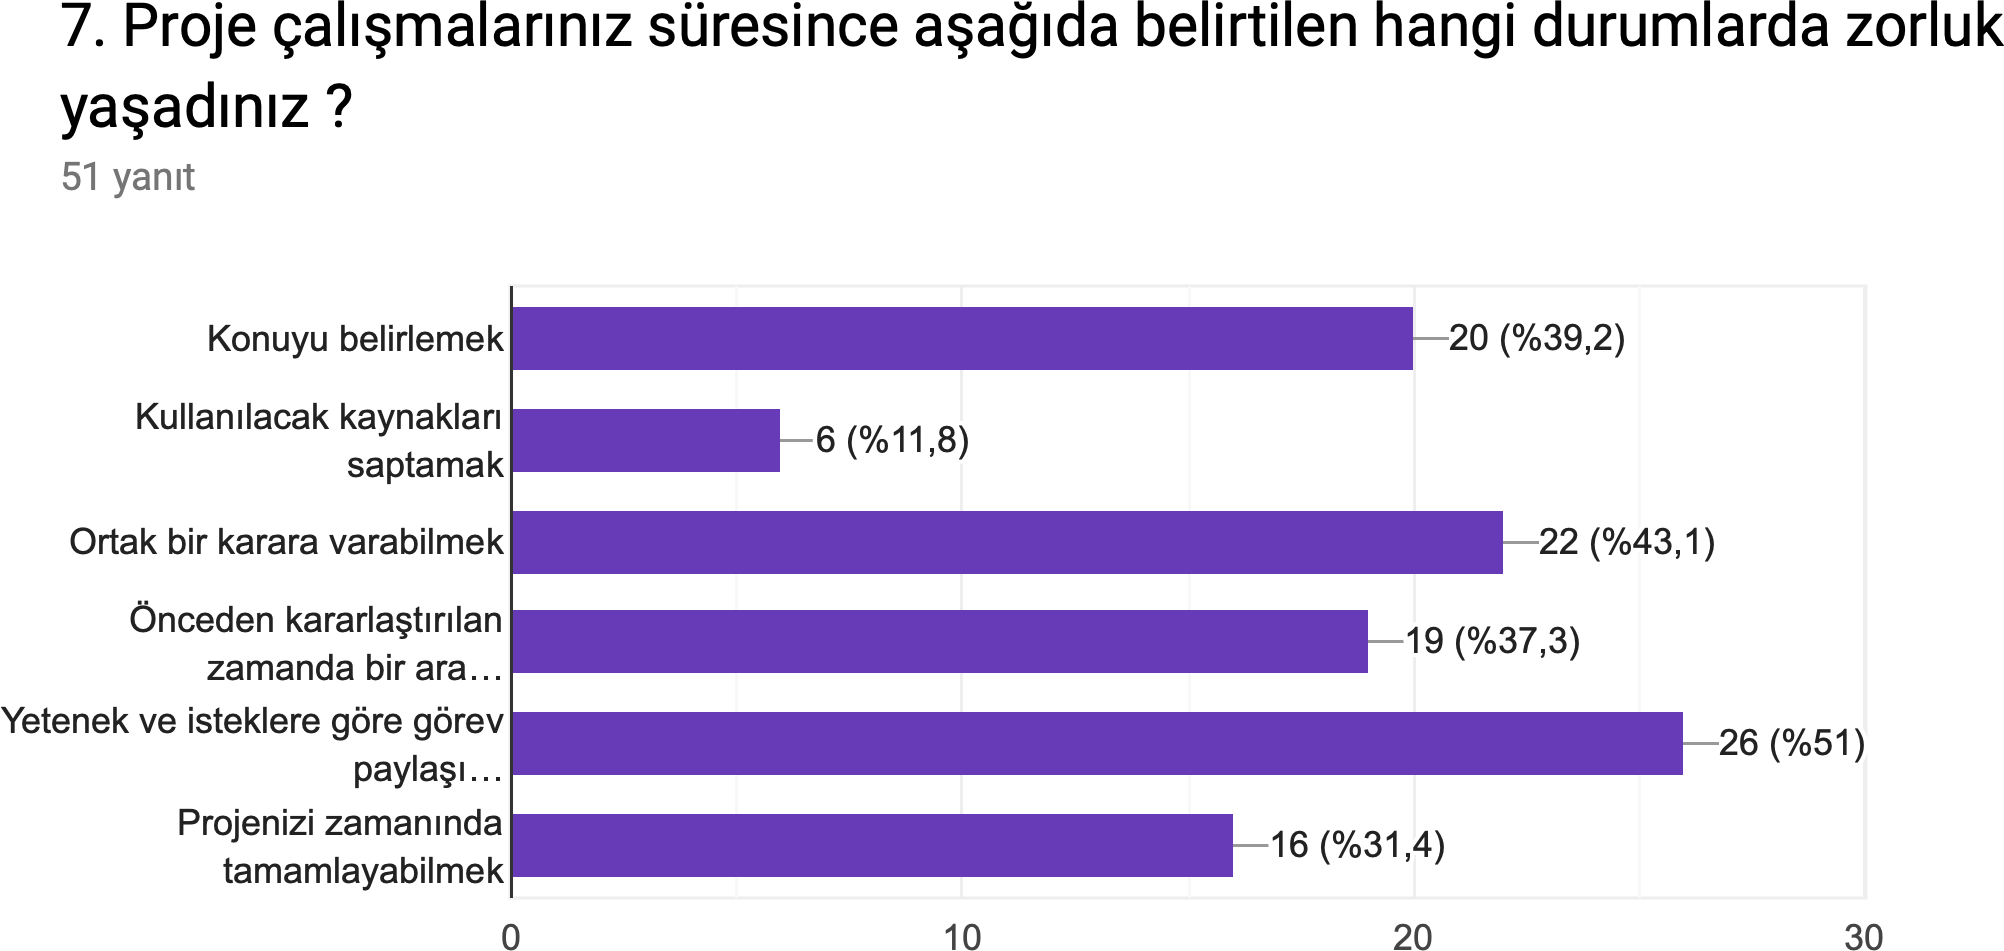 7. Proje çalışmalarınız süresince aşağıda belirtilen hangi durumlarda zorluk
yaşadınız ?
51 yanıt
Konuyu belirlemek
20 (%39,2)
Kullanılacak kaynakları
saptamak
6 (%11,8)
Ortak bir karara varabilmek
22 (%43,1)
Önceden kararlaştırılan
zamanda bir ara…
19 (%37,3)
Yetenek ve isteklere göre görev
paylaşı…
26 (%51)
Projenizi zamanında
tamamlayabilmek
16 (%31,4)
0 10 20 30